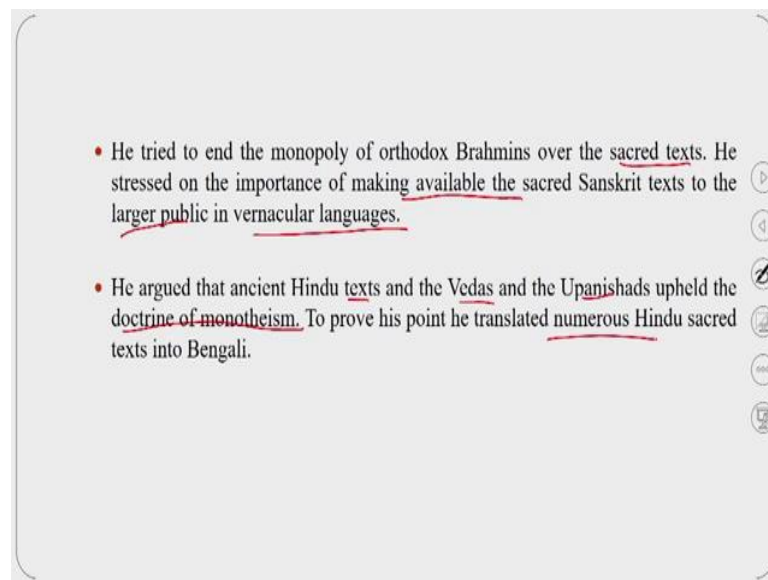 • He tried to end the monopoly of orthodox Brahmins over the sacred texts. He
stressed on the importance of making available the sacred Sanskrit texts to the
larger public in vernacular languages.
• He argued that ancient Hindu texts and the Vedas and the Upanishads upheld the
doctrine of monotheism. To prove his point he translated numerous Hindu sacred
texts into Bengali.